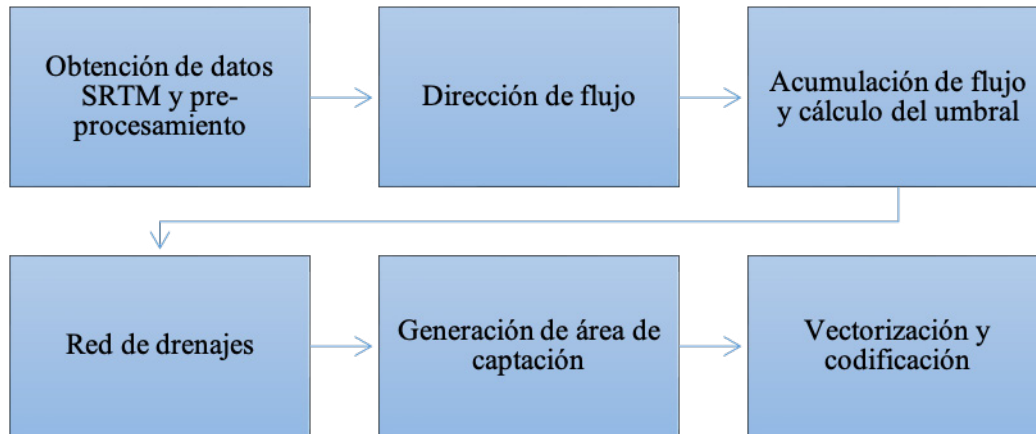 Obtención de datos
SRTM y pre-
procesamiento
Dirección de flujo
Acumulación de flujo
y cálculo del umbral
Red de drenajes
Generación de área de
captación
Vectorización y
codificación